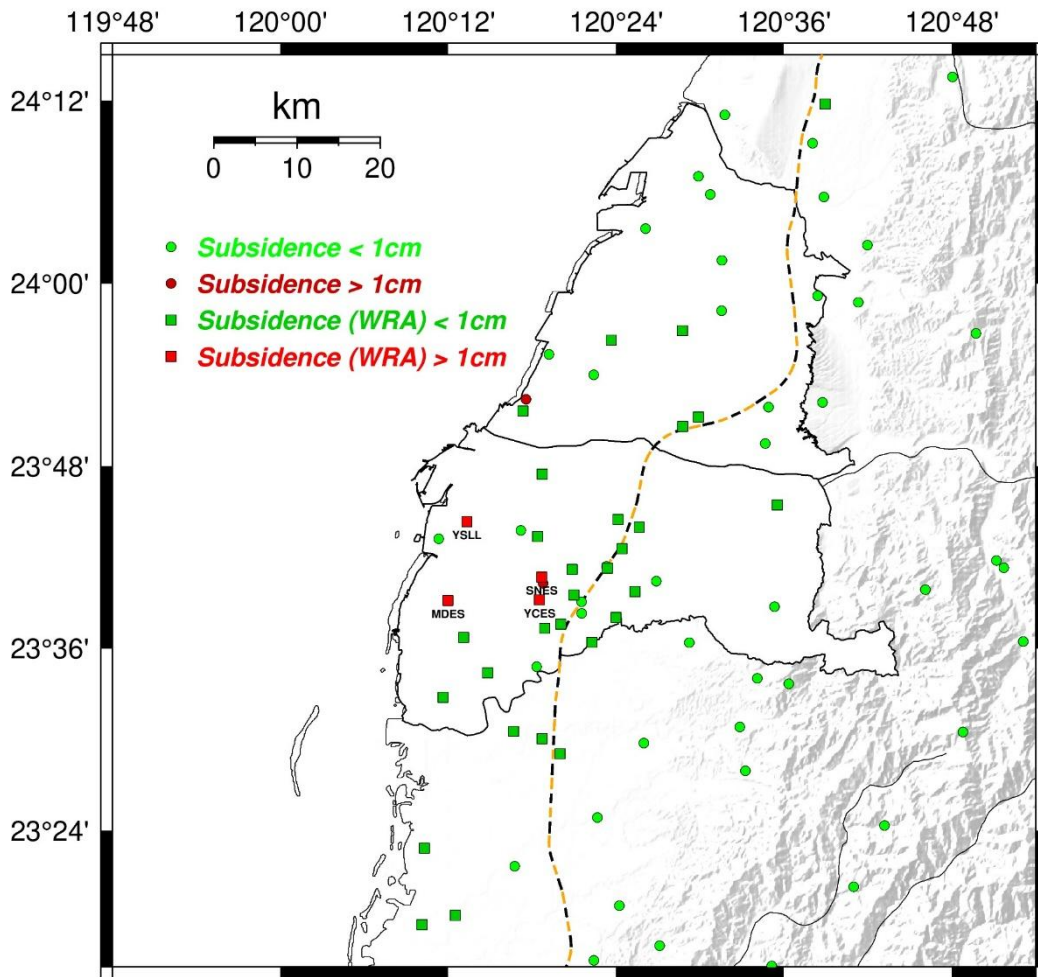 119°48' 120°00' 120°12' 120°24' 120°36' 120°48'
24°12'
km
0 10 20
Subsidence < 1cm
24°00'
Subsidence > 1cm
Subsidence (WRA) < 1cm
Subsidence (WRA) > 1cm
23°48'
YSLL
SNES
MDES YCES
23°36'
23°24'